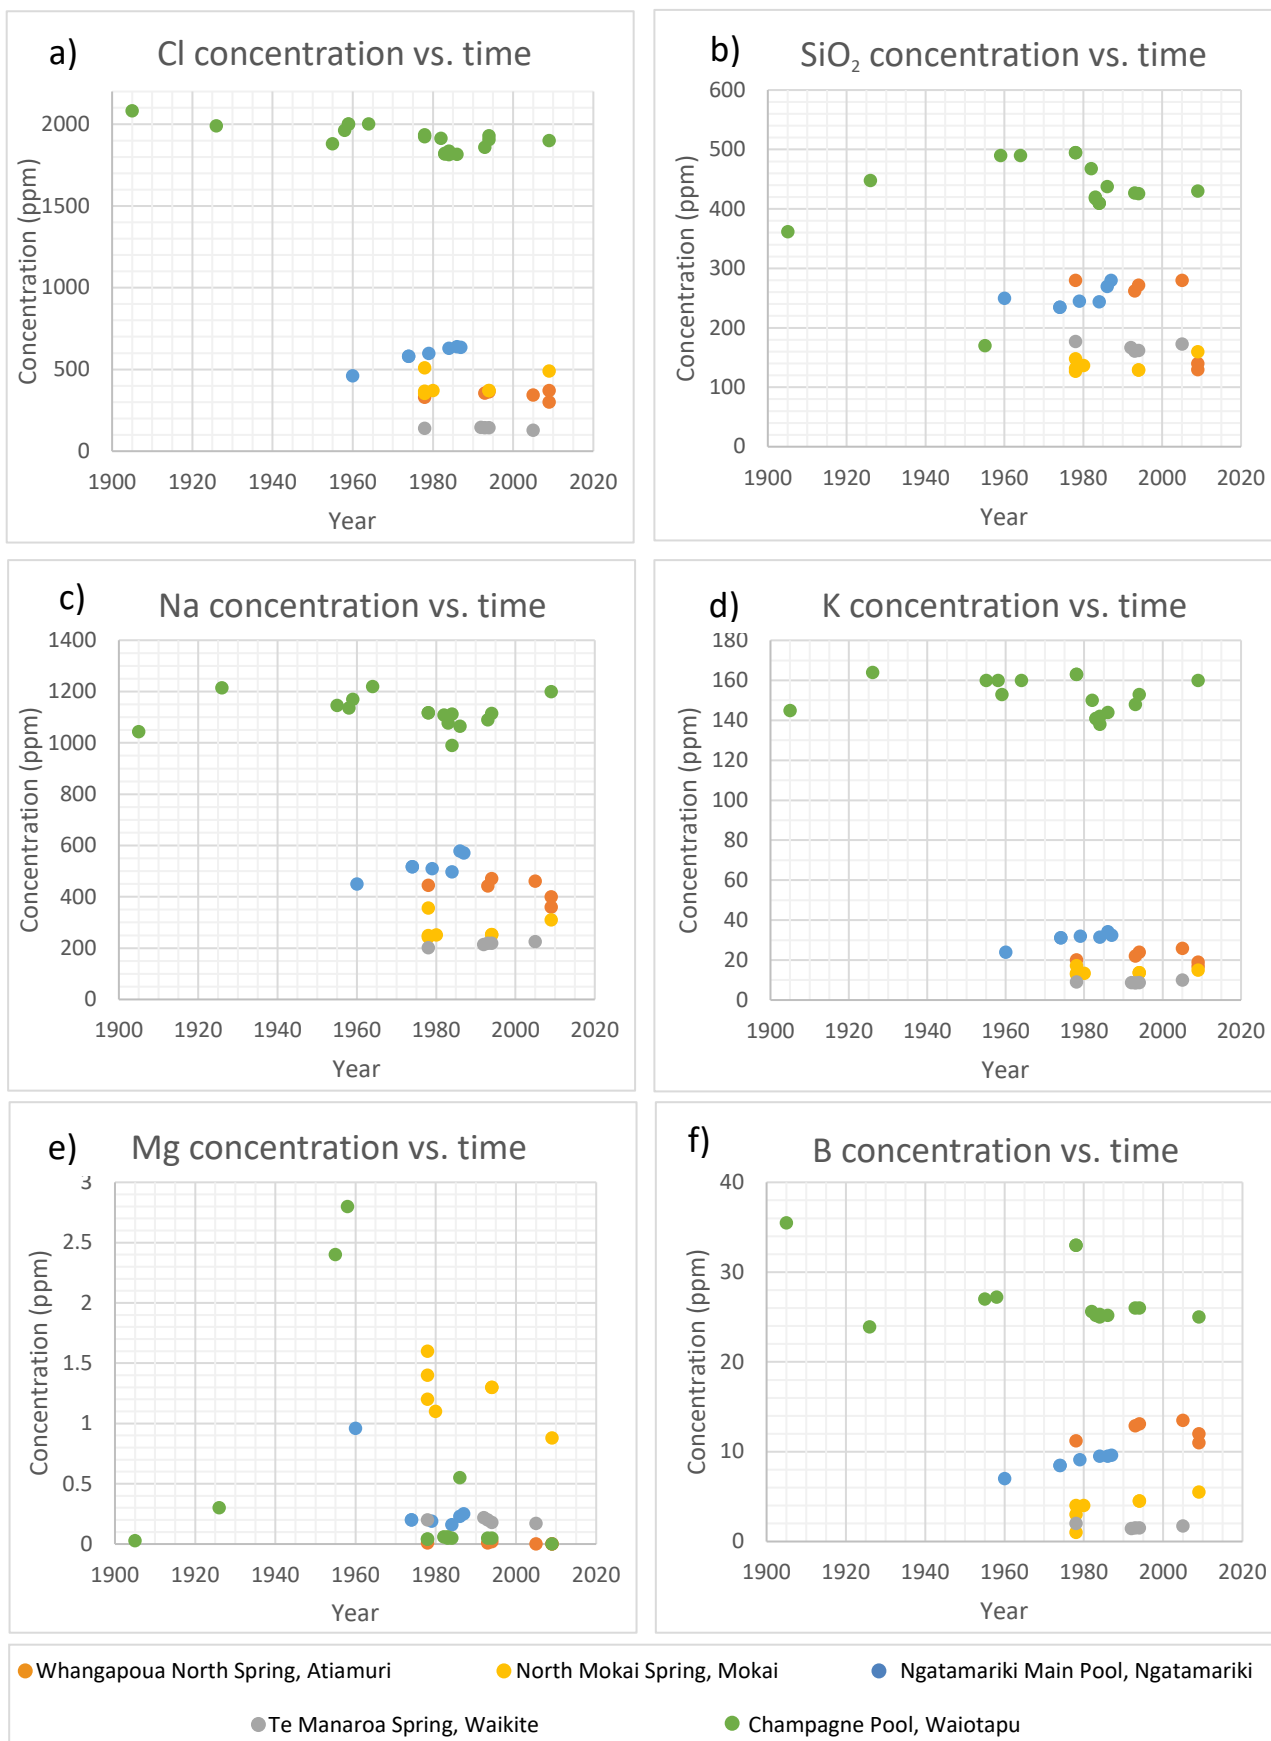 a) Cl concentration vs. time
Concentration (ppm)
2000
1500
1000
500
0
1900 1920 1940 1960 1980 2000 2020
Year
b) SiO2 concentration vs. time
Concentration (ppm)
600
500
400
300
200
100
0
1900 1920 1940 1960 1980 2000 2020
Year
c) Na concentration vs. time
Concentration (ppm)
1400
1200
1000
800
600
400
200
0
1900 1920 1940 1960 1980 2000 2020
Year
d) K concentration vs. time
Concentration (ppm)
180
160
140
120
100
80
60
40
20
0
1900 1920 1940 1960 1980 2000 2020
Year
e) Mg concentration vs. time
Concentration (ppm)
3
2.5
2
1.5
1
0.5
0
1900 1920 1940 1960 1980 2000 2020
Year
f) B concentration vs. time
Concentration (ppm)
40
30
20
10
0
1900 1920 1940 1960 1980 2000 2020
Year
Whangapoua North Spring, Atiamuri North Mokai Spring, Mokai Ngatamariki Main Pool, Ngatamariki
Te Manaroa Spring, Waikite Champagne Pool, Waiotapu